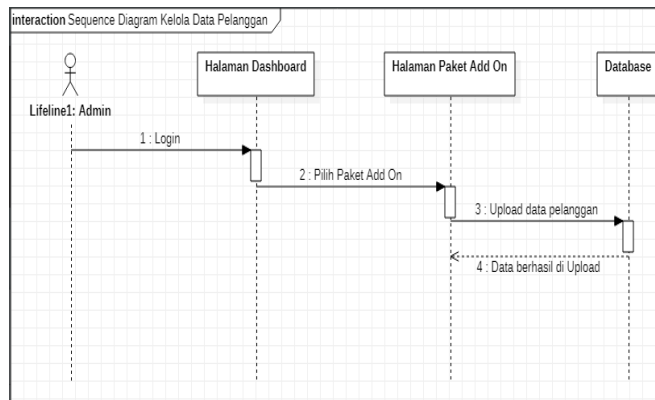 interaction Sequence Diagram Kelola Data Pelanggan
Halaman Dashboard
Halaman Paket Add On
Database
Lifeline1: Admin
1 : Login
2 : Pilih Paket Add On
3 : Upload data pelanggan
4 : Data berhasil di Upload